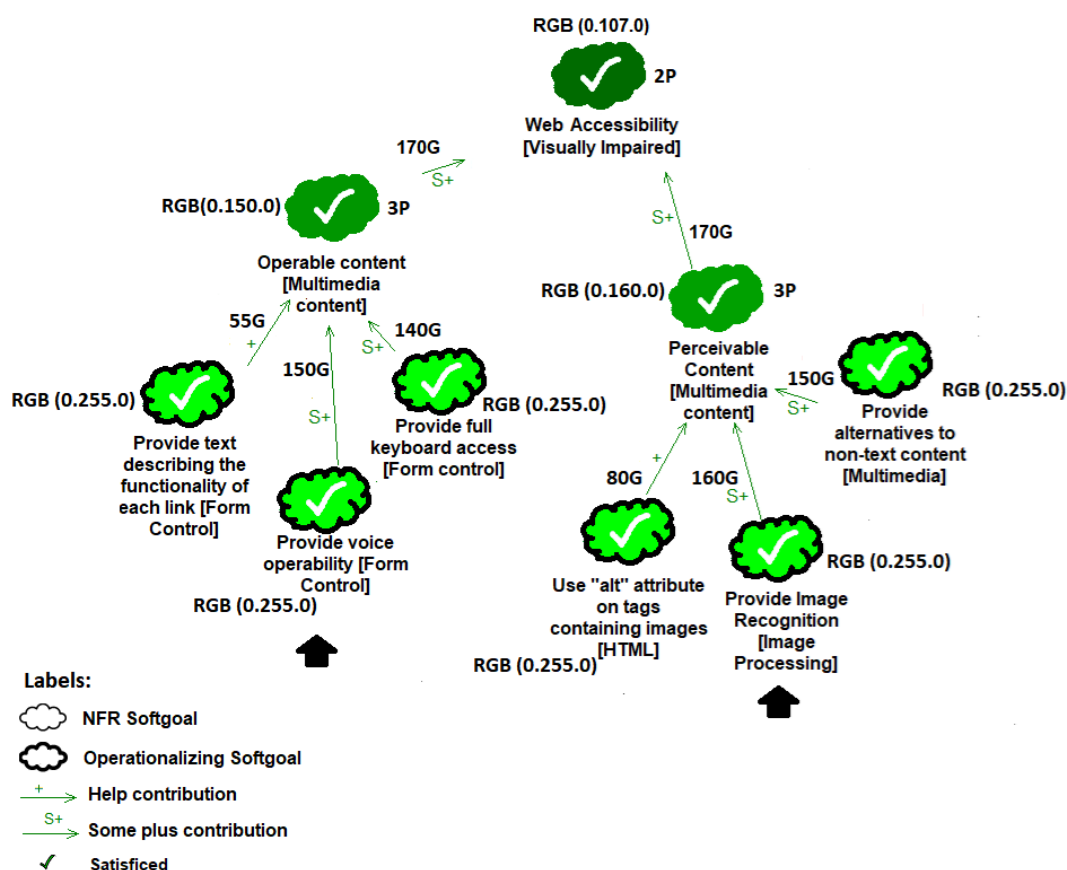 RGB (0.107.0)
2P
Web Accessibility
[Visually Impaired]
170G
S+
RGB(0.150.0)
3P
Operable content
[Multimedia
content]
S+
170G
RGB (0.160.0)
3P
Perceivable
Content
[Multimedia
content]
55G
+
150G
S+
140G
S+
RGB (0.255.0)
Provide text
describing the
functionality of
each link [Form
Control]
RGB (0.255.0)
Provide full
keyboard access
[Form control]
Provide voice
operability [Form
Control]
RGB (0.255.0)
150G
S+
RGB (0.255.0)
Provide
alternatives to
non-text content
[Multimedia]
80G
+
160G
S+
Use "alt" attribute
on tags
containing images
[HTML]
RGB (0.255.0)
RGB (0.255.0)
Provide Image
Recognition
[Image
Processing]
Labels:
NFR Softgoal
Operationalizing Softgoal
+
Help contribution
S+
Some plus contribution
Satisficed